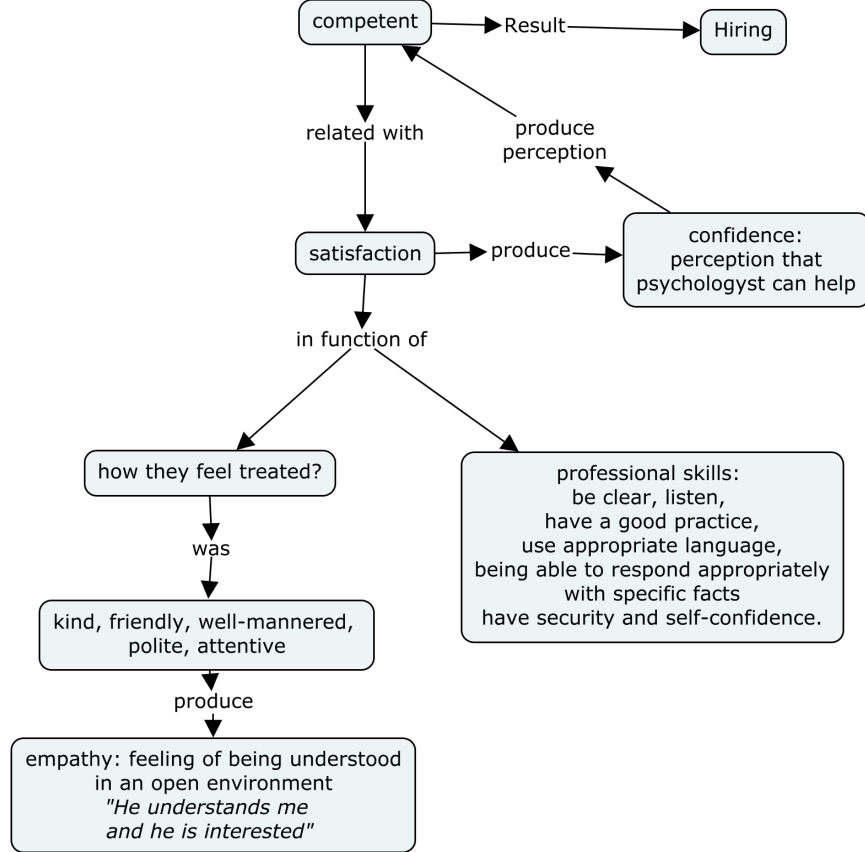 competent
Result
Hiring
related with
produce
perception
satisfaction
produce
confidence:
perception that
psychologyst can help
in function of
how they feel treated?
was
kind, friendly, well-mannered,
polite, attentive
produce
empathy: feeling of being understood
in an open environment
"He understands me
and he is interested"
professional skills:
be clear, listen,
have a good practice,
use appropriate language,
being able to respond appropriately
with specific facts
have security and self-confidence.